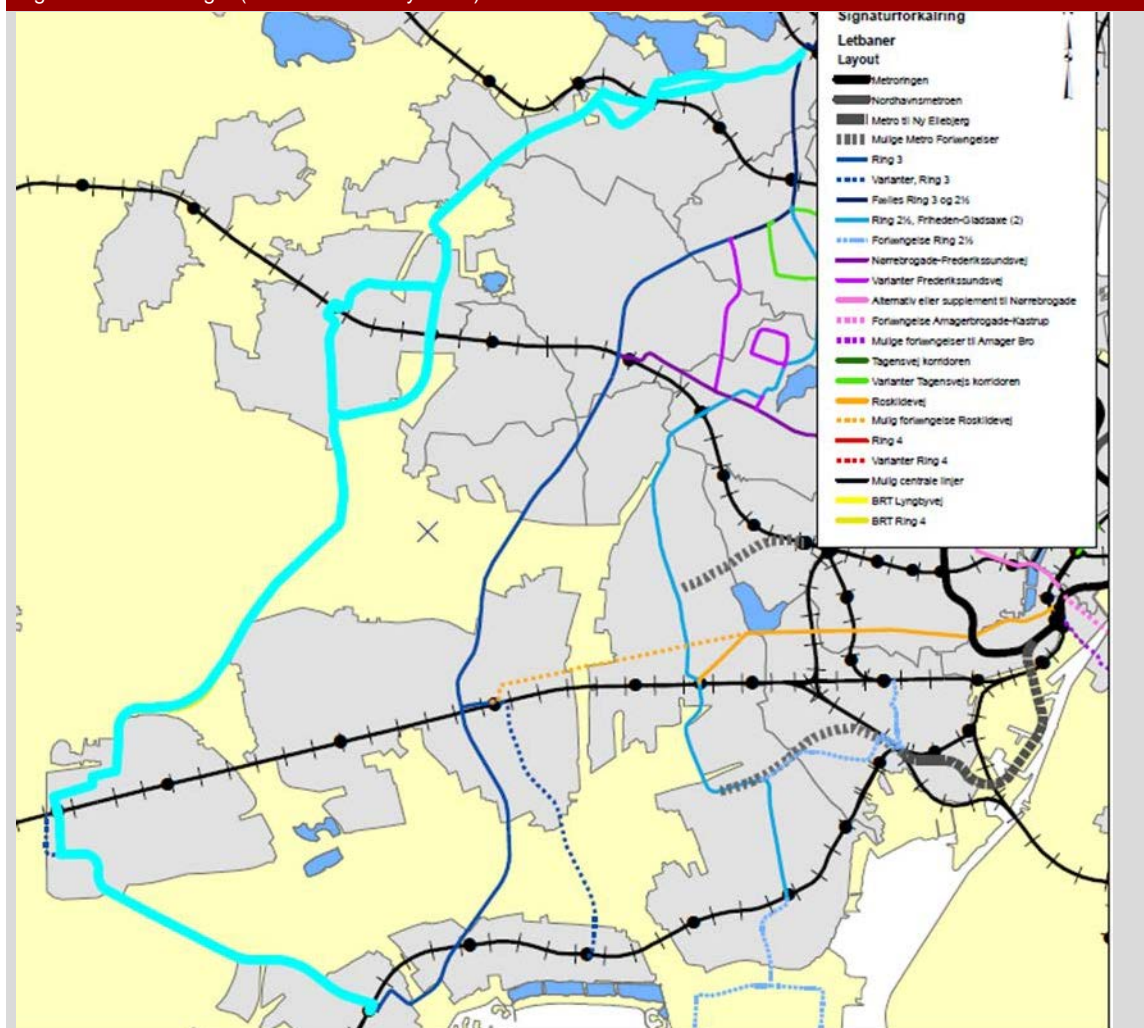 Signaturforkalring
Letbaner
Layout
Metroringen
Nordhavnsmetroen
Metro til Ny Ellebjerg
Mulige Metro Forlængelser
Ring 3
Varianter, Ring 3
Fælles Ring 3 og 2½
Ring 2½, Friheden-Gladsaxe (2)
Forlængelse Ring 2½
Nørrebrogade-Frederikssundsvej
Varianter Frederikssundsvej
Alternativ eller supplement til Nørrebrogade
Forlængelse Amagerbrogade-Kastrup
Mulige forlængelser til Amager Bro
Tagensvej korridoren
Varianter Tagensvejs korridoren
Roskildevej
Mulig forlængelse Roskildevej
Ring 4
Varianter Ring 4
Mulig centrale linjer
BRT Lyngbyvej
BRT Ring 4